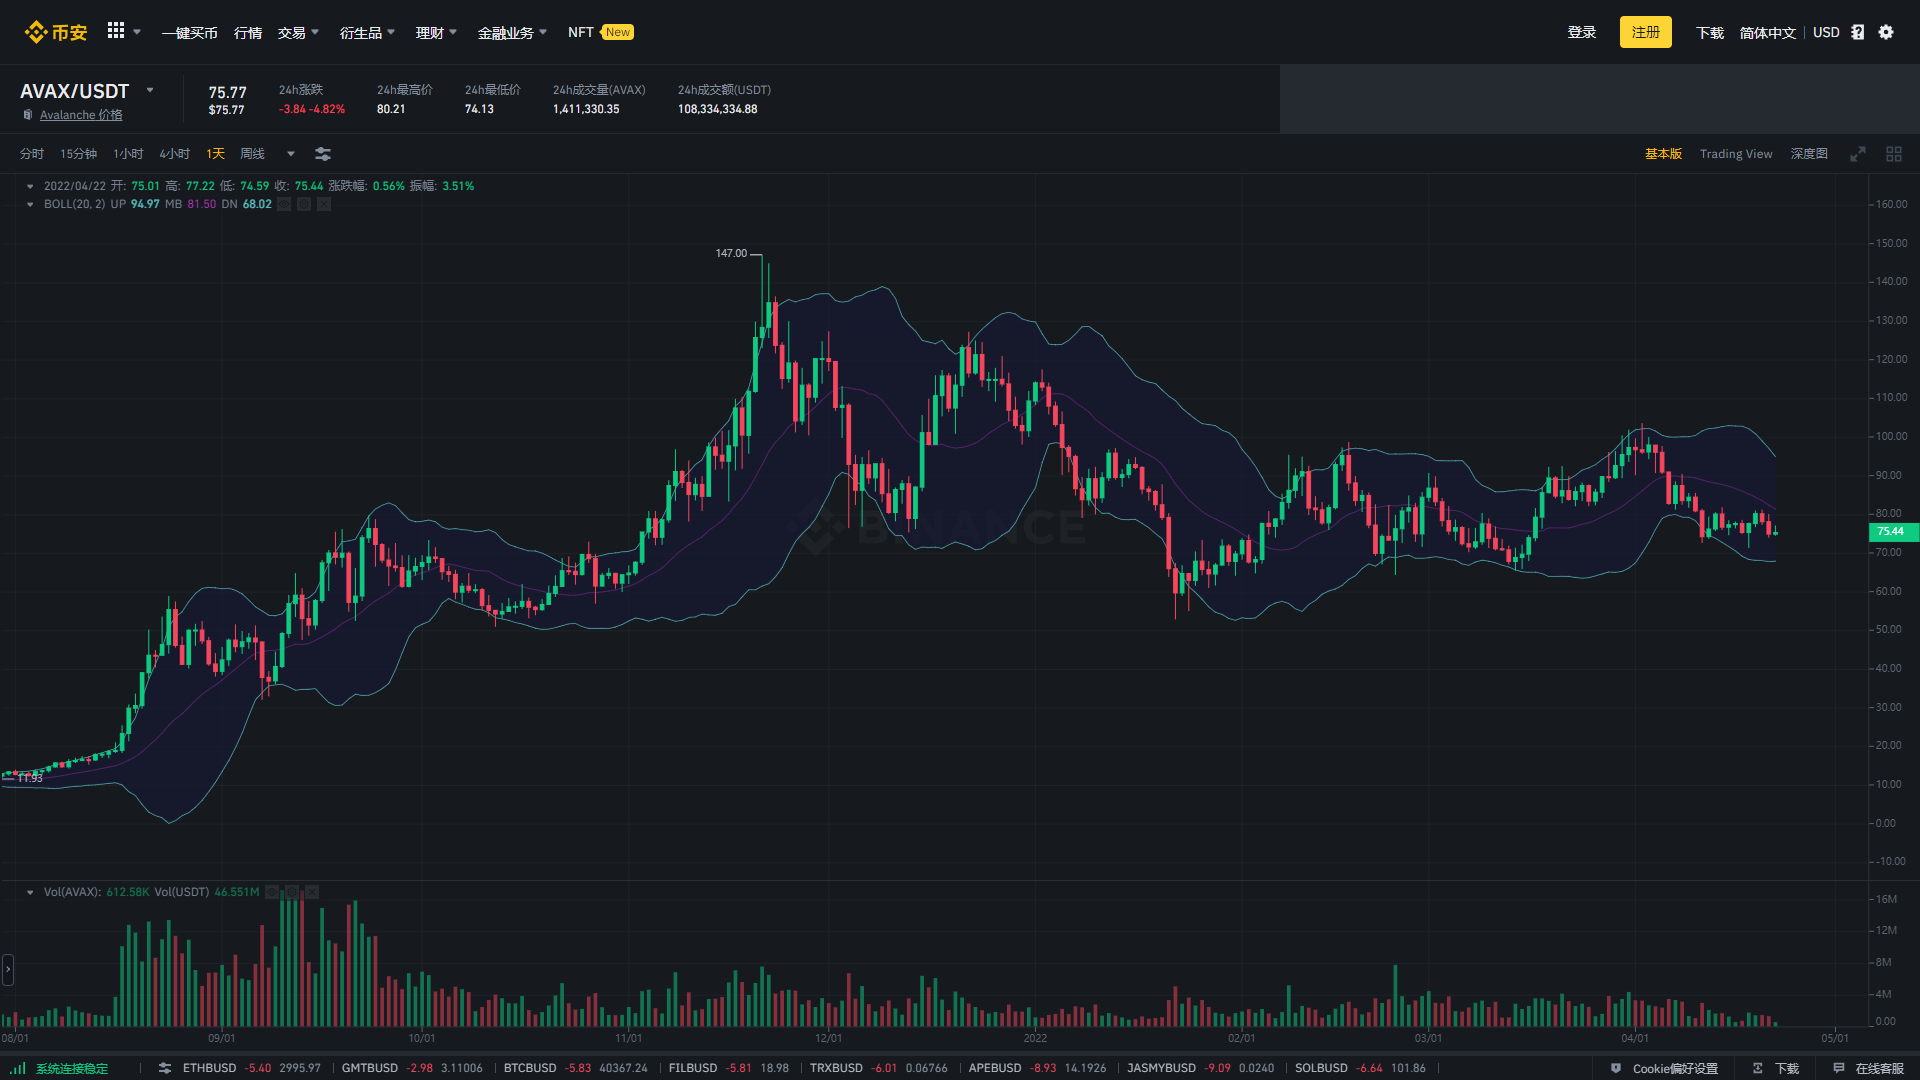 币安 一键买币 行情 交易 衍生品 理财 金融业务 NFT New 登录 注册 下载 简体中文 USD
AVAX/USDT 75.77 24h涨跌 24h最高价 24h最低价 24h成交量(AVAX) 24h成交额(USDT)
Avalanche 价格 $75.77 -3.84 -4.82% 80.21 74.13 1,411,330.35 108,334,334.88
分时 15分钟 1小时 4小时 1天 周线 基本版 Trading View 深度图
2022/04/22 开: 75.01 高: 77.22 低: 74.59 收: 75.44 涨跌幅: 0.56% 振幅: 3.51%
BOLL(20, 2) UP 94.97 MB 81.50 DN 68.02
160.00
150.00
147.00
140.00
130.00
120.00
110.00
100.00
90.00
80.00
BINANCE
75.44
70.00
60.00
50.00
40.00
30.00
20.00
11.93
10.00
0.00
-10.00
Vol(AVAX): 612.58K Vol(USDT) 46.551M
16M
12M
8M
4M
0.00
08/01 09/01 10/01 11/01 12/01 2022 02/01 03/01 04/01 05/01
系统连接稳定 ETHBUSD -5.40 2995.97 GMTBUSD -2.98 3.11006 BTCBUSD -5.83 40367.24 FILBUSD -5.81 18.98 TRXBUSD -6.01 0.06766 APEBUSD -8.93 14.1926 JASMYBUSD -9.09 0.0240 SOLBUSD -6.64 101.86 Cookie偏好设置 下载 在线客服